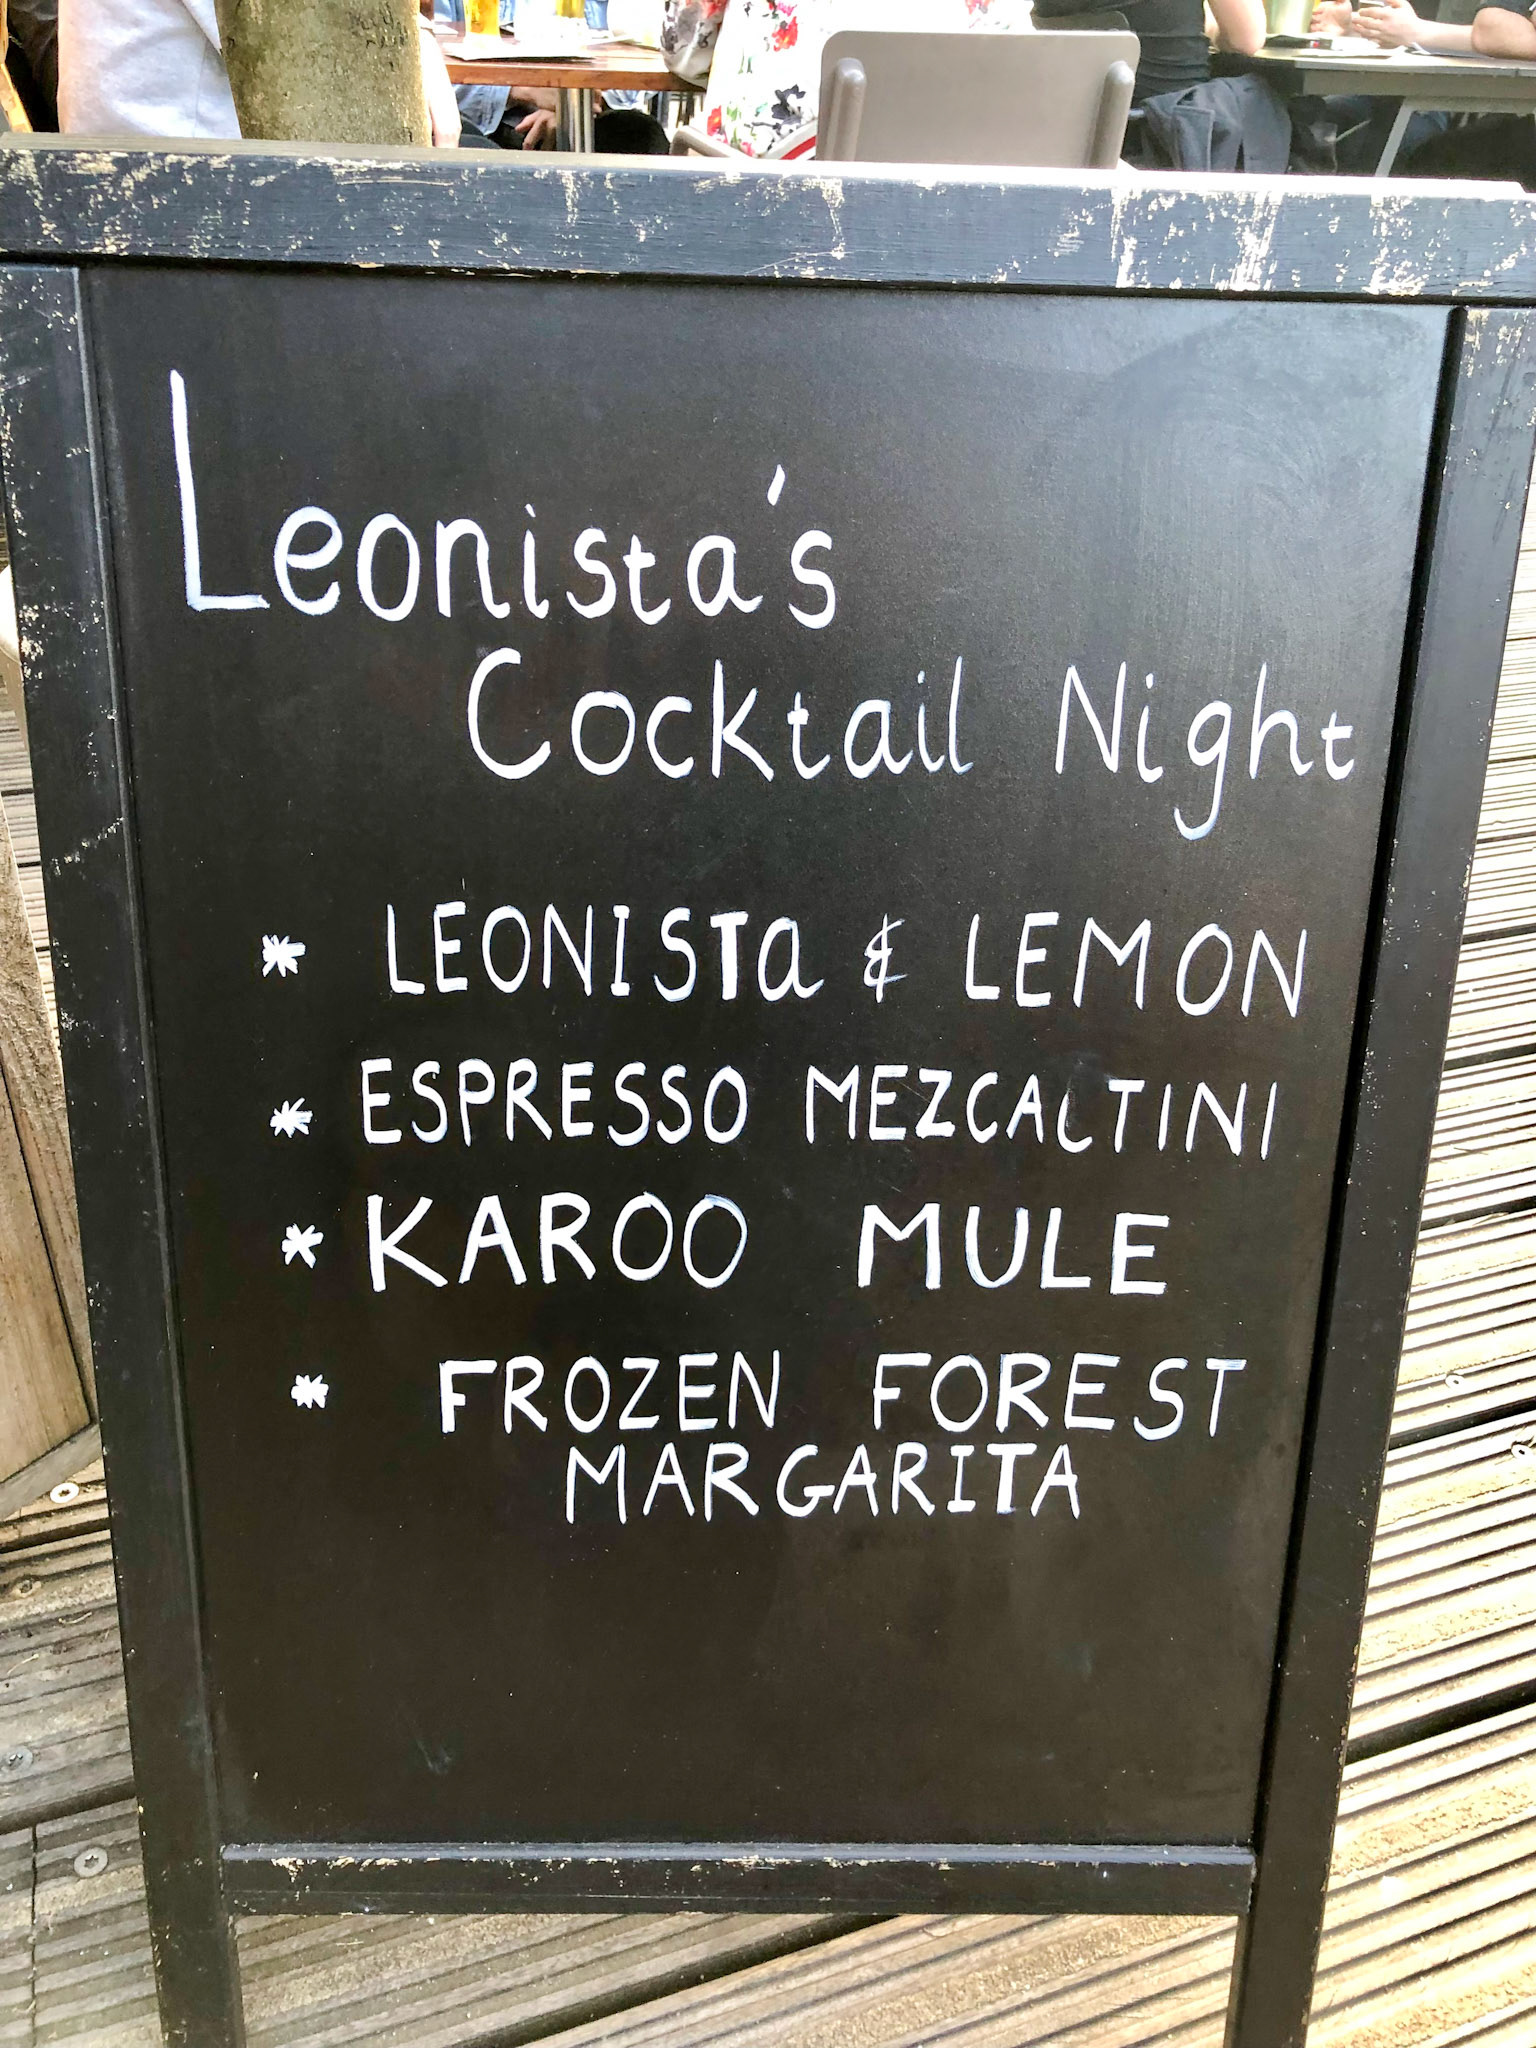 Leonista's
Cocktail Night
* LEONISTa & LEMON
* ESPRESSO MEZCALTINI
* KAROO MULE
* FROZEN FOREST
MARGARITA